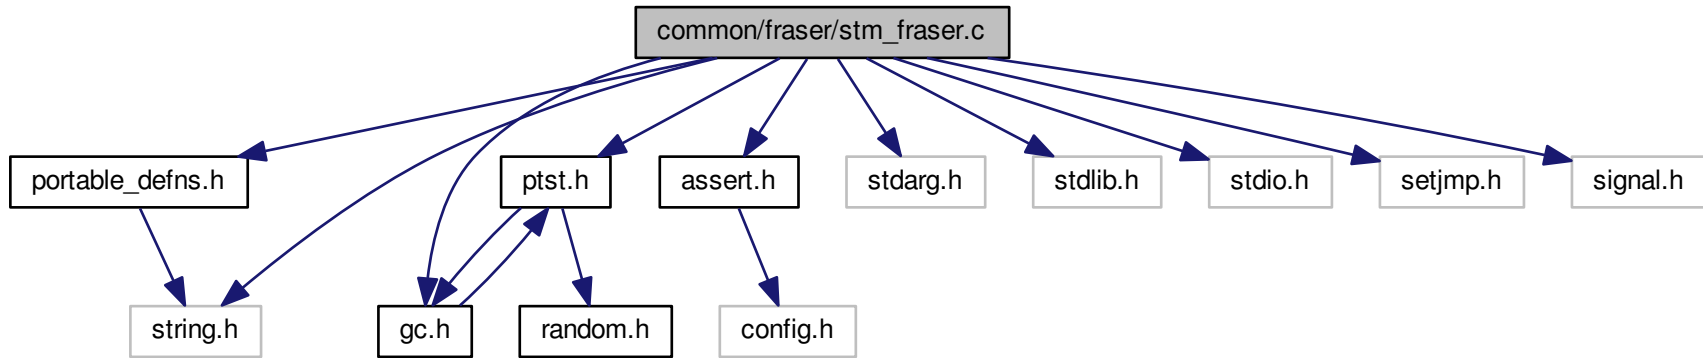 common/fraser/stm_fraser.c
portable_defns.h
ptst.h
assert.h
stdarg.h
stdlib.h
stdio.h
setjmp.h
signal.h
string.h
gc.h
random.h
config.h